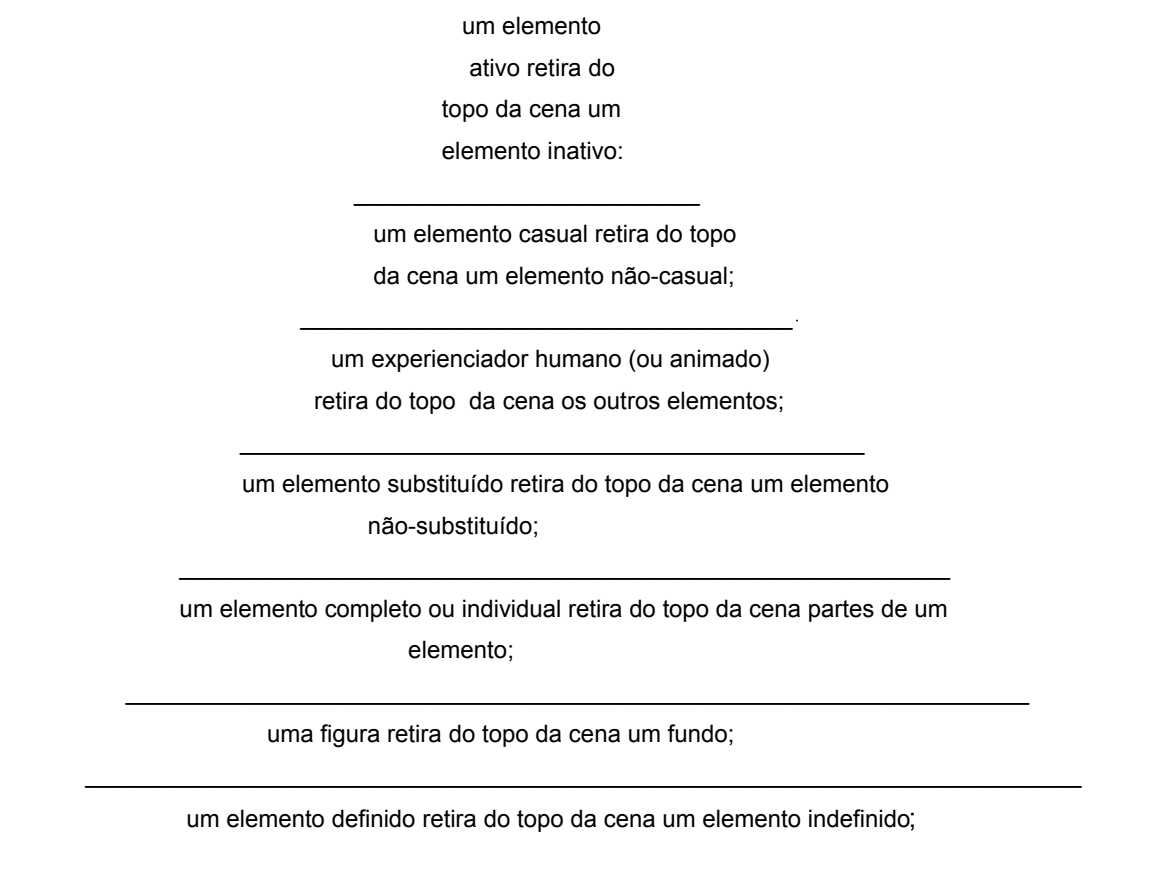 um elemento
ativo retira do
topo da cena um
elemento inativo:
um elemento casual retira do topo
da cena um elemento não-casual;
um experienciador humano (ou animado)
retira do topo da cena os outros elementos;
um elemento substituído retira do topo da cena um elemento
não-substituído;
um elemento completo ou individual retira do topo da cena partes de um
elemento;
uma figura retira do topo da cena um fundo;
um elemento definido retira do topo da cena um elemento indefinido;